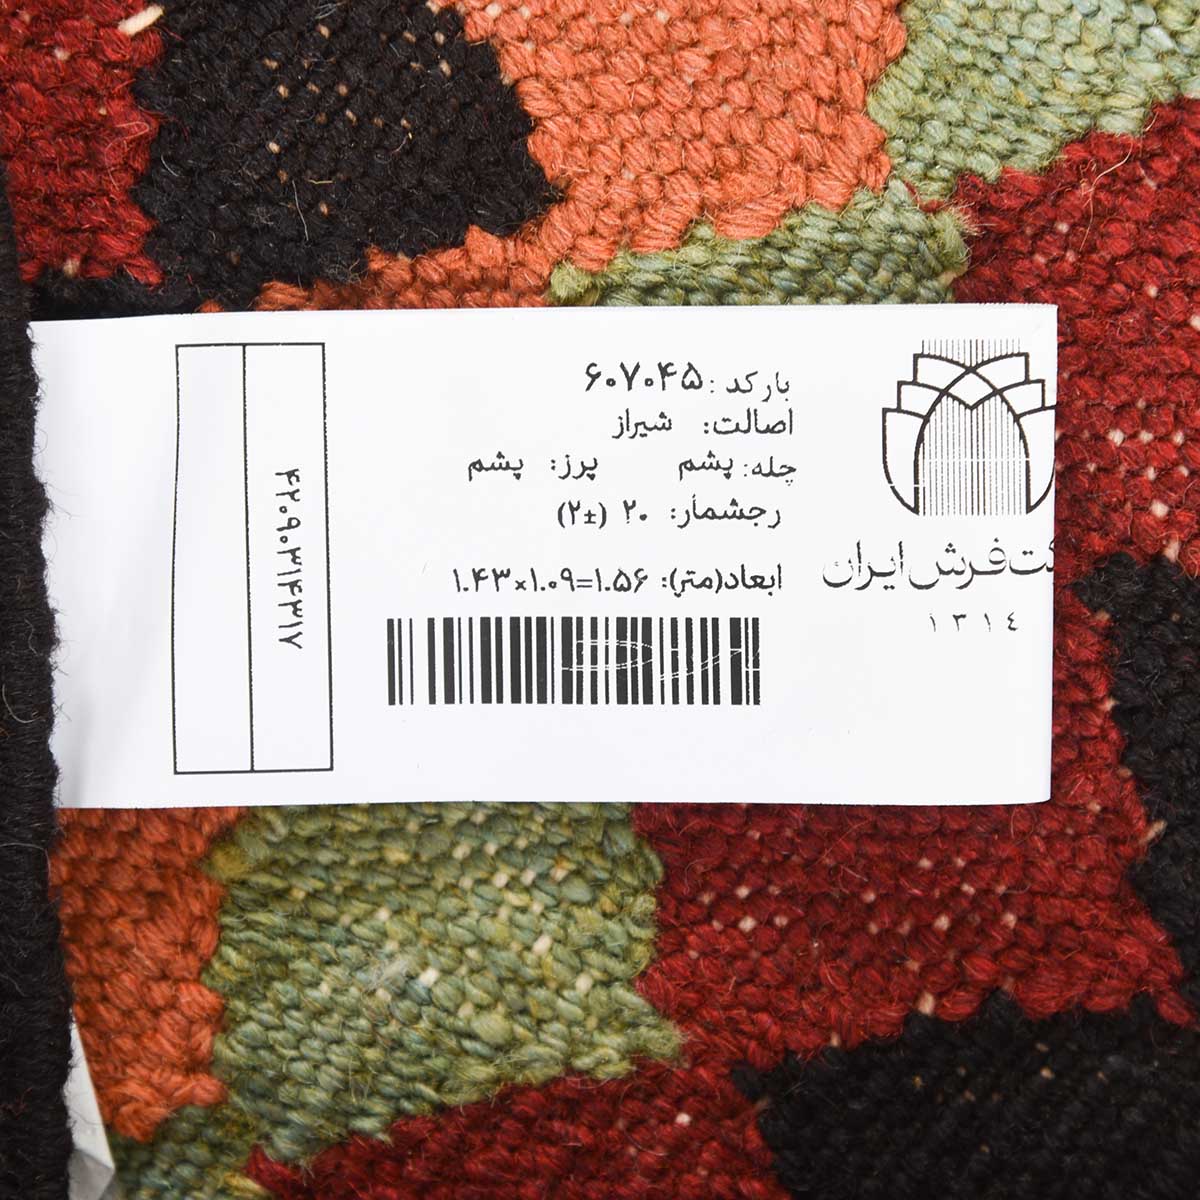 بارکد: ۶۰۷۰۴۵
اصالت: شیراز
چله: پشم پرز: پشم
رجشمار: ۲۰ (±۲)
ابعاد(متر): ۱.۴۳×۱.۰۹=۱.۵۶
فرش ایران
۱۳۱٤
۴۲۰۹۰۳۱۴۳۱۷